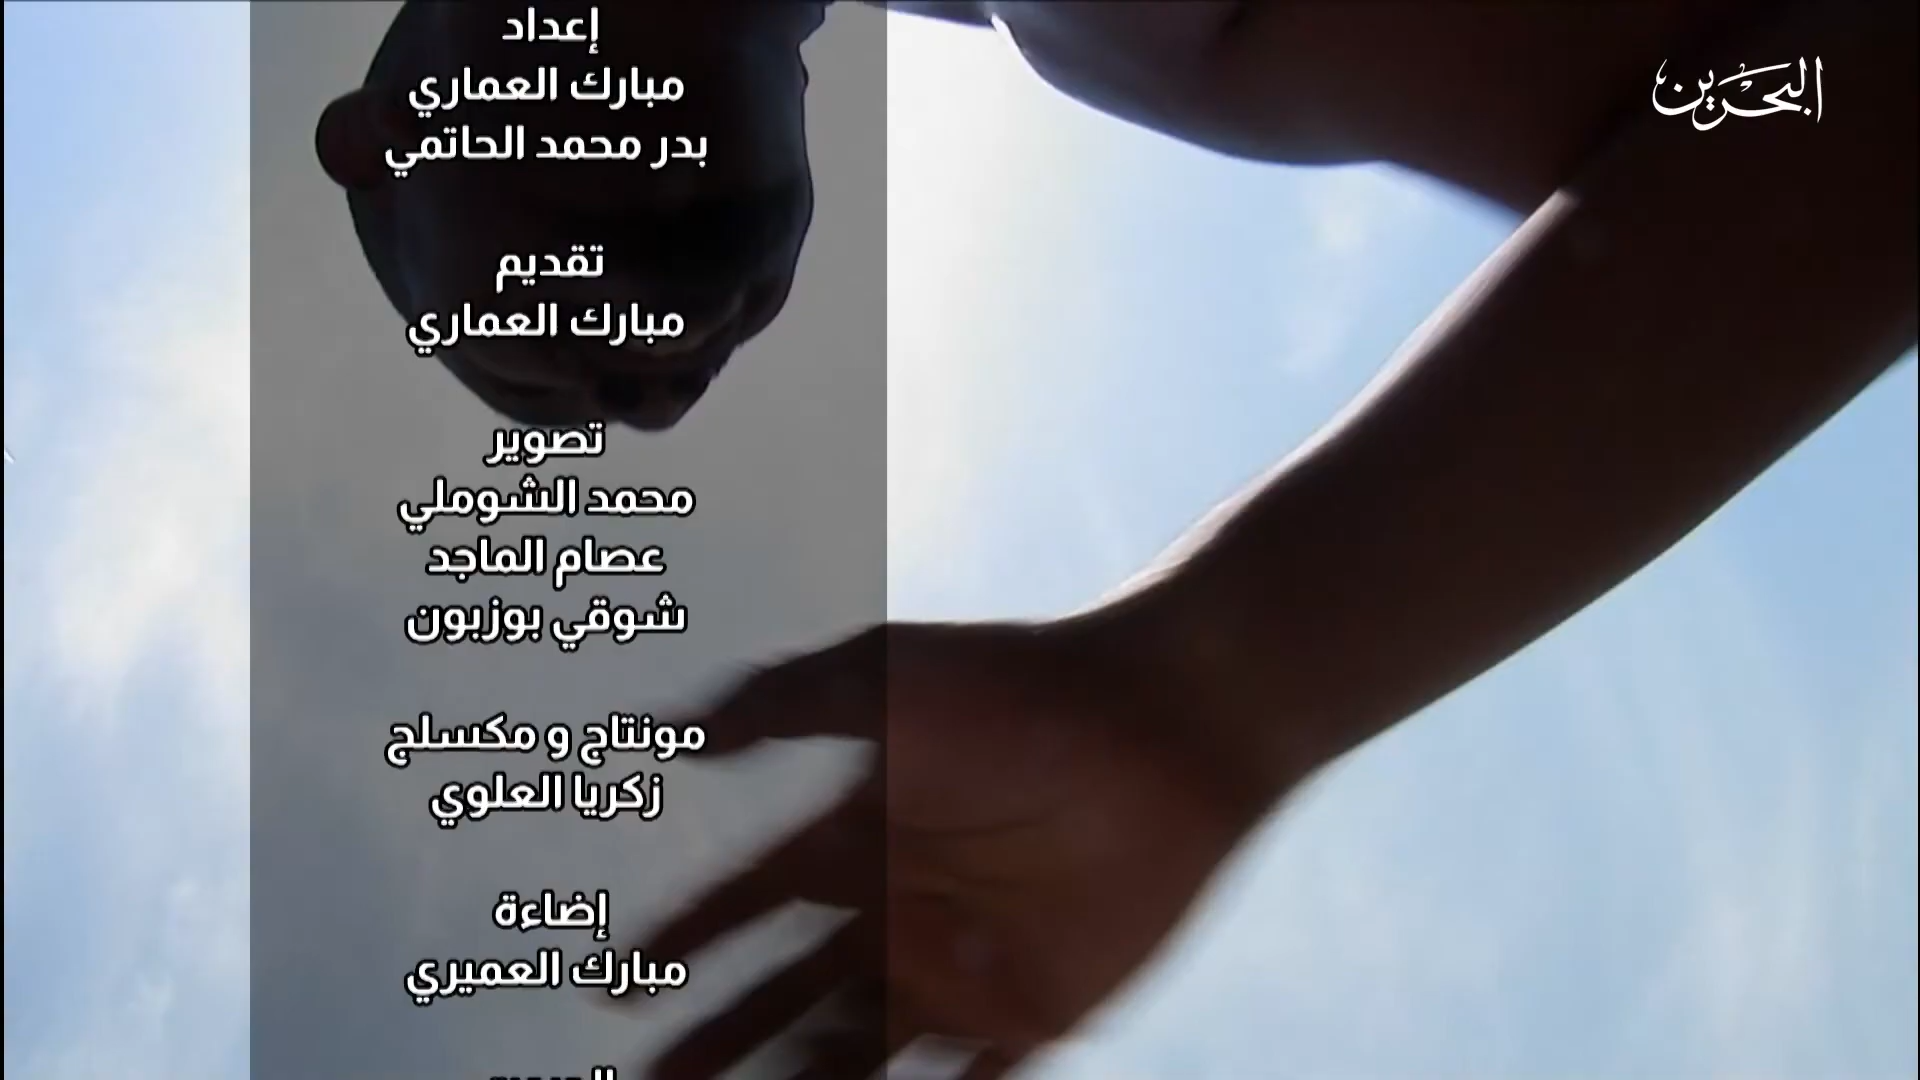 البحرين
إعداد
مبارك العماري
بدر محمد الحاتمي
تقديم
مبارك العماري
تصوير
محمد الشوملي
عصام الماجد
شوقي بوزبون
مونتاج و مكسلج
زكريا العلوي
إضاءة
مبارك العميري